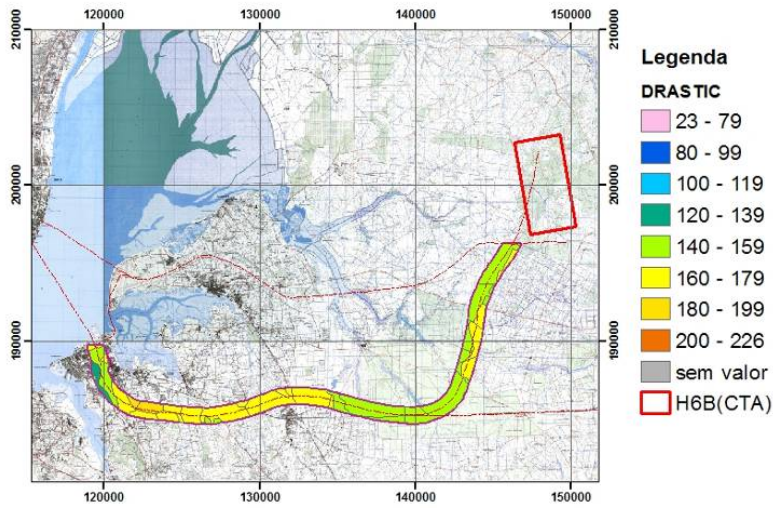 120000 130000 140000 150000
210000 210000
Legenda
DRASTIC
23 - 79
80 - 99
100 - 119
120 - 139
140 - 159
160 - 179
180 - 199
200 - 226
sem valor
H6B(CTA)
200000 200000
190000 190000
120000 130000 140000 150000